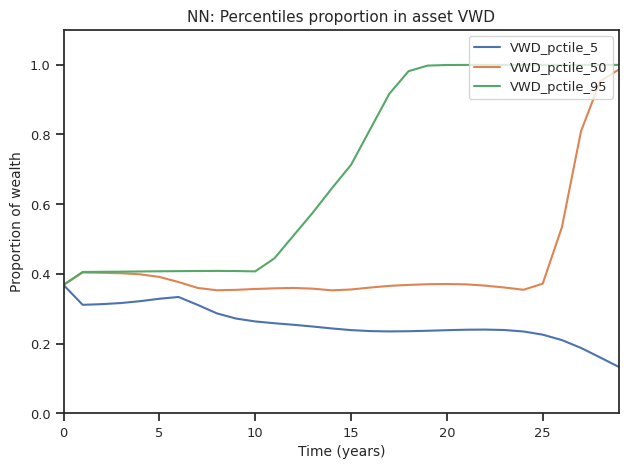 NN: Percentiles proportion in asset VWD
VWD_pctile_5
VWD_pctile_50
VWD_pctile_95
Proportion of wealth
1.0
0.8
0.6
0.4
0.2
0.0
0 5 10 15 20 25
Time (years)